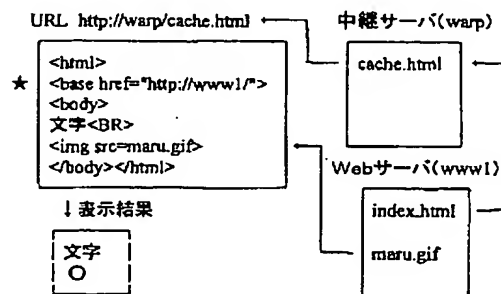 URL http://warp/cache.html
中継サーバ(warp)
★
<html>
<base href="http://www1/">
<body>
文字<BR>
<img src=maru.gif>
</body></html>
cache.html
Webサーバ(www1)
index.html
maru.gif
↓表示結果
文字
○